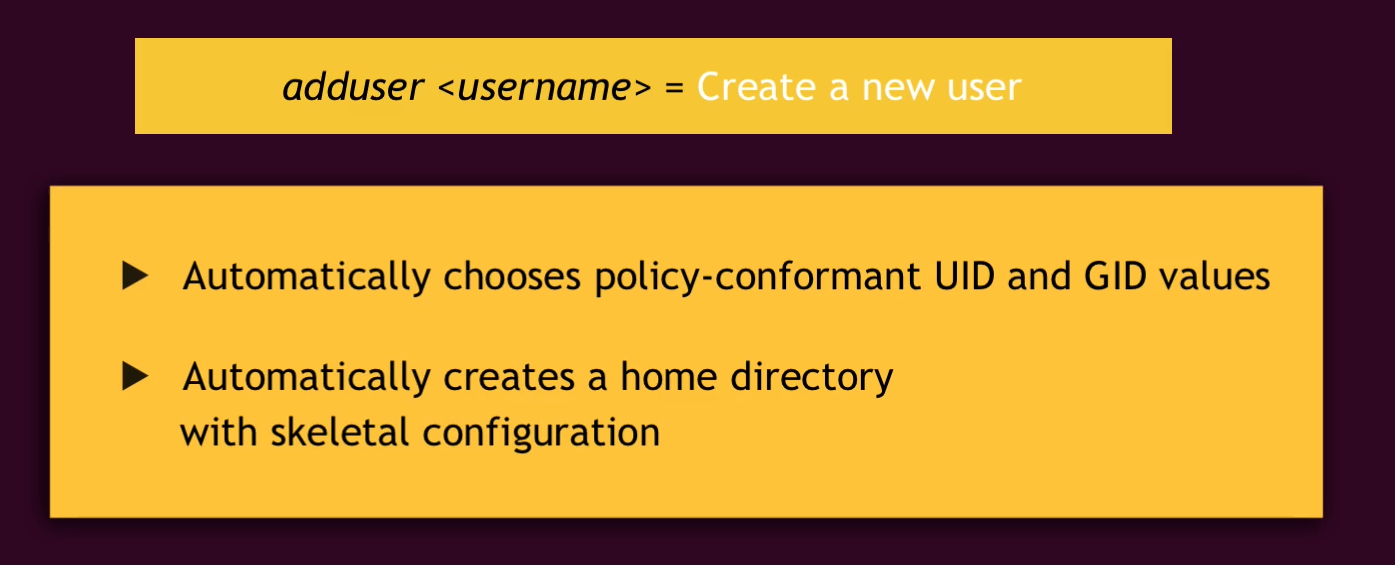 adduser <username> = Create a new user
Automatically chooses policy-conformant UID and GID values
Automatically creates a home directory
with skeletal configuration